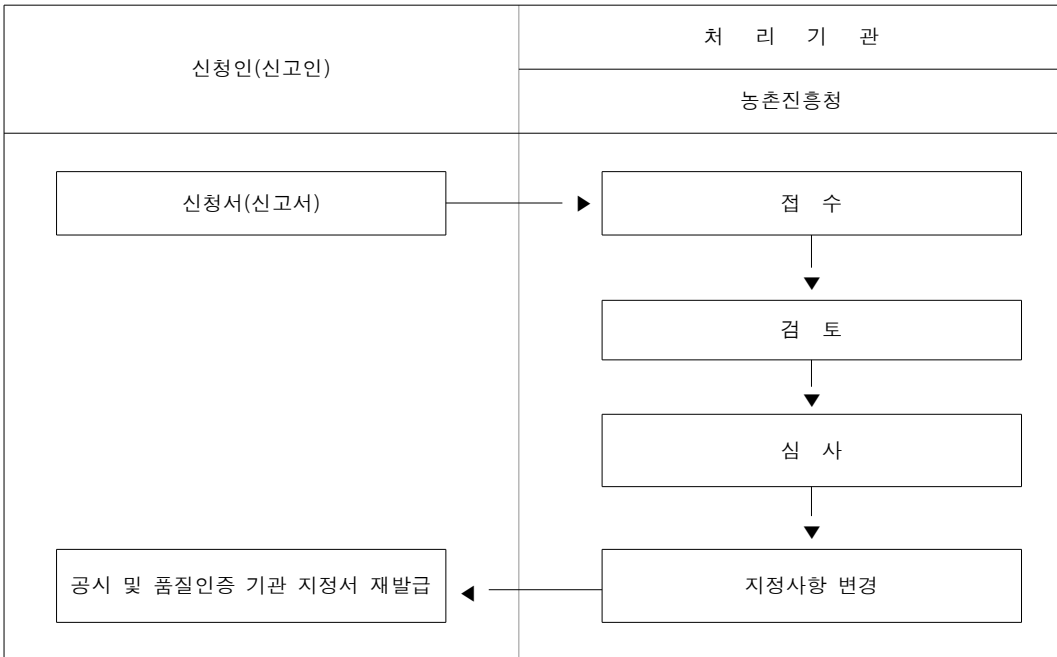 신청인(신고인)
처 리 기 관
농촌진흥청
신청서(신고서)
접 수
검 토
심 사
공시 및 품질인증 기관 지정서 재발급
지정사항 변경